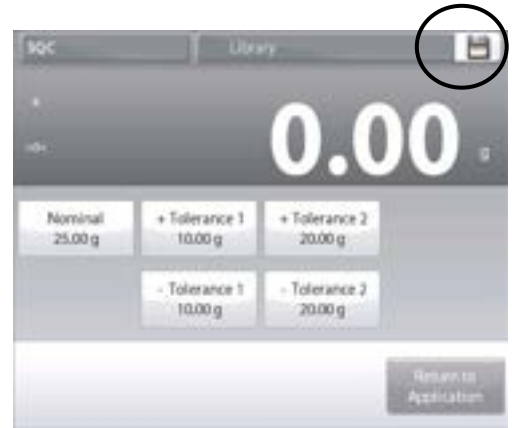 SQC Library
0.00 g
Nominal + Tolerance 1 + Tolerance 2
25.00 g 10.00 g 20.00 g
- Tolerance 1 - Tolerance 2
10.00 g 20.00 g
Return to
Application